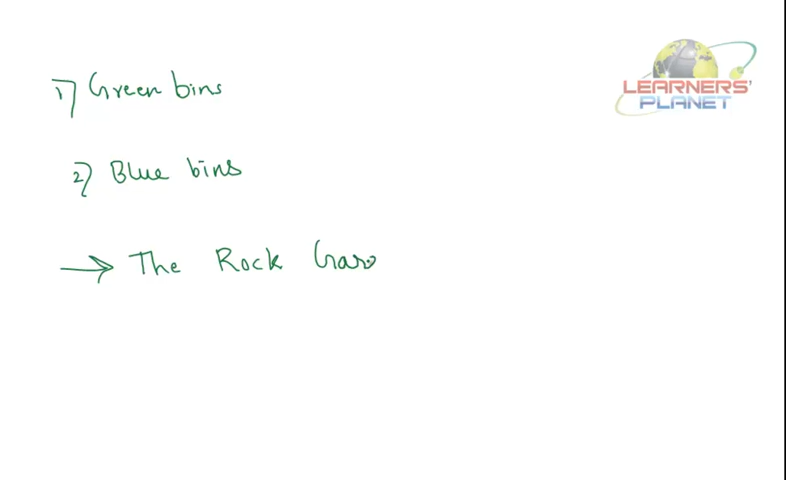 LEARNERS'
PLANET
1) Green bins
2) Blue bins
→ The Rock